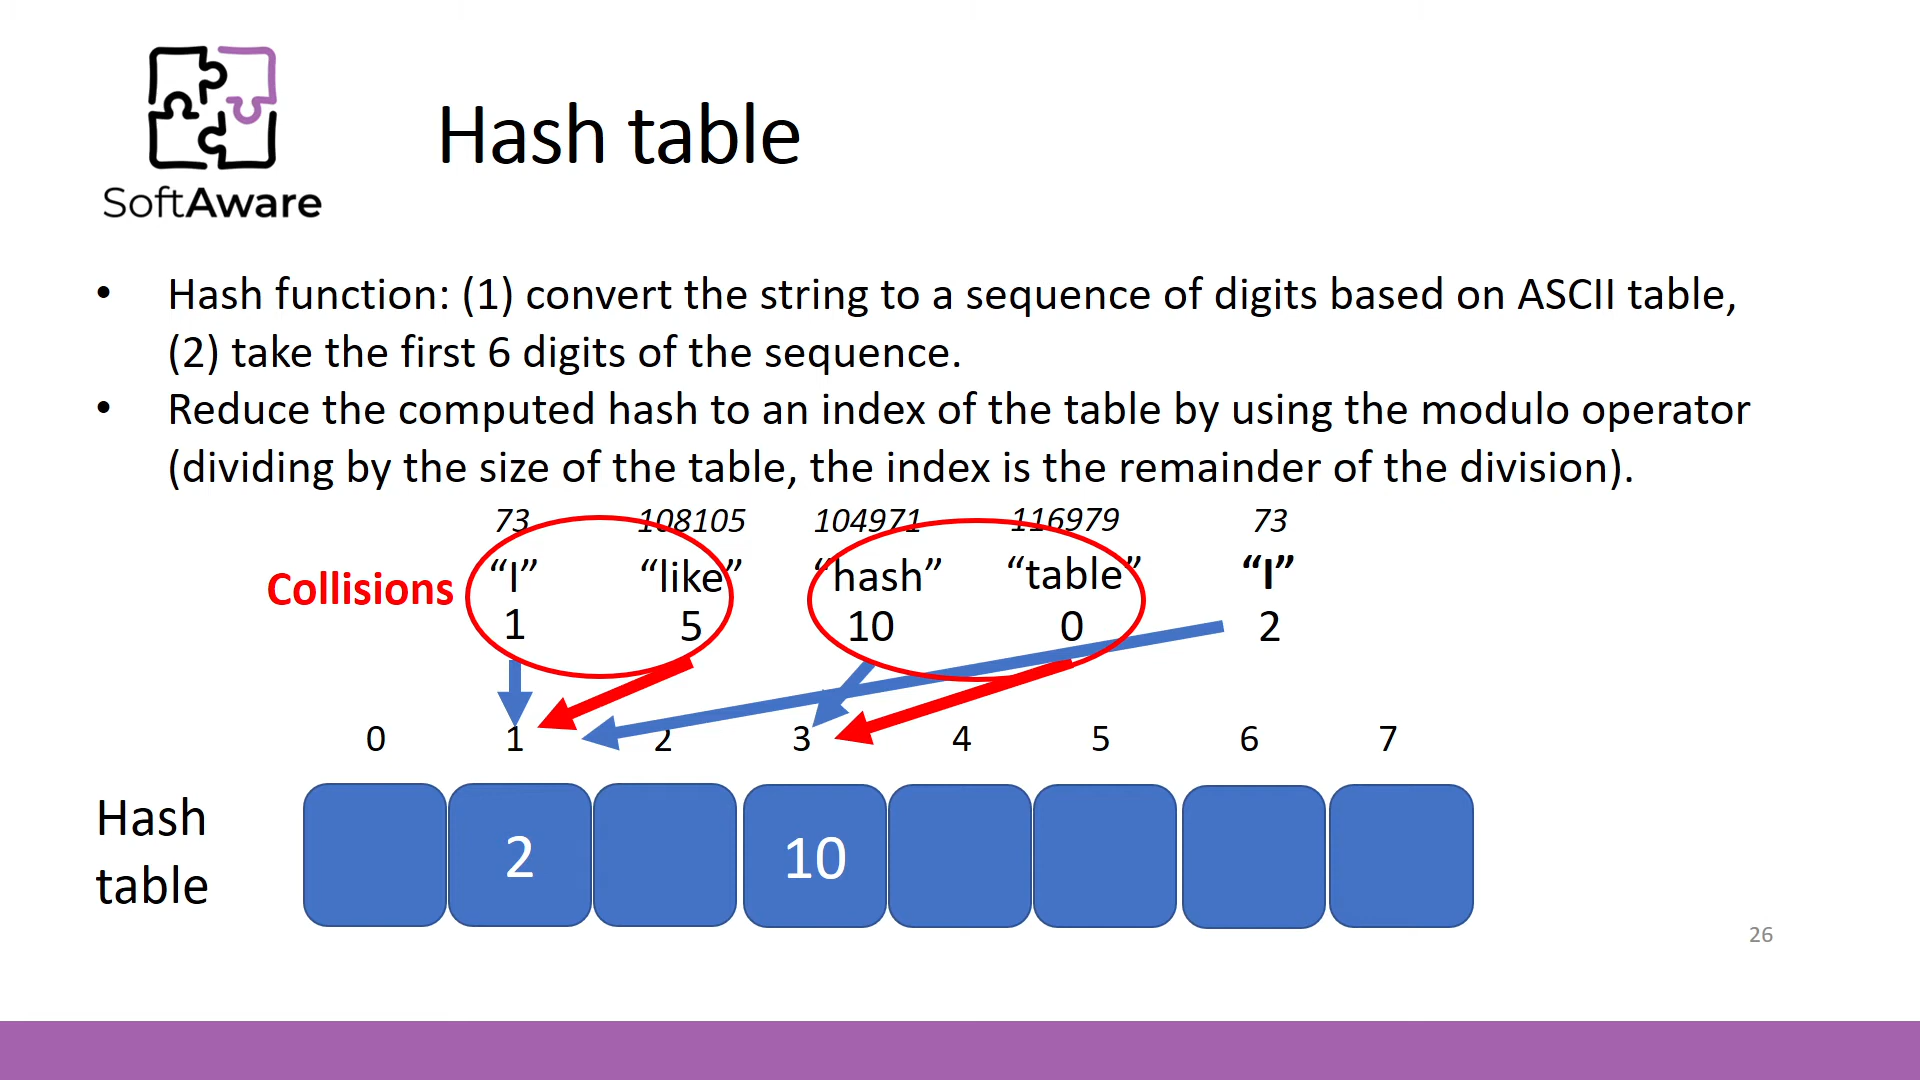 SoftAware
Hash table
• Hash function: (1) convert the string to a sequence of digits based on ASCII table,
(2) take the first 6 digits of the sequence.
• Reduce the computed hash to an index of the table by using the modulo operator
(dividing by the size of the table, the index is the remainder of the division).
73 108105 104971 116979 73
Collisions “I” “like” “hash” “table” “I”
1 5 10 0 2
0 1 2 3 4 5 6 7
Hash
table
2 10
26